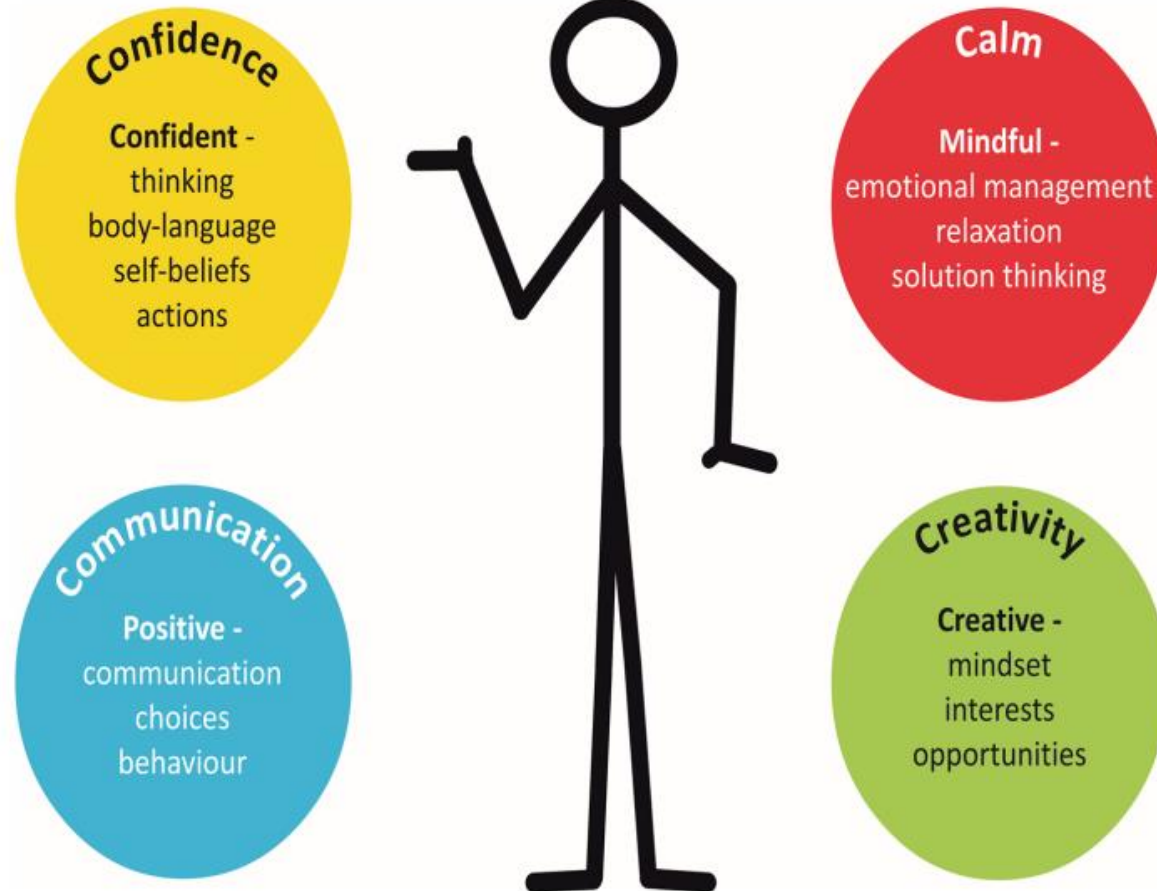 Confidence
Confident -
thinking
body-language
self-beliefs
actions
Calm
Mindful -
emotional management
relaxation
solution thinking
Communication
Positive -
communication
choices
behaviour
Creativity
Creative -
mindset
interests
opportunities